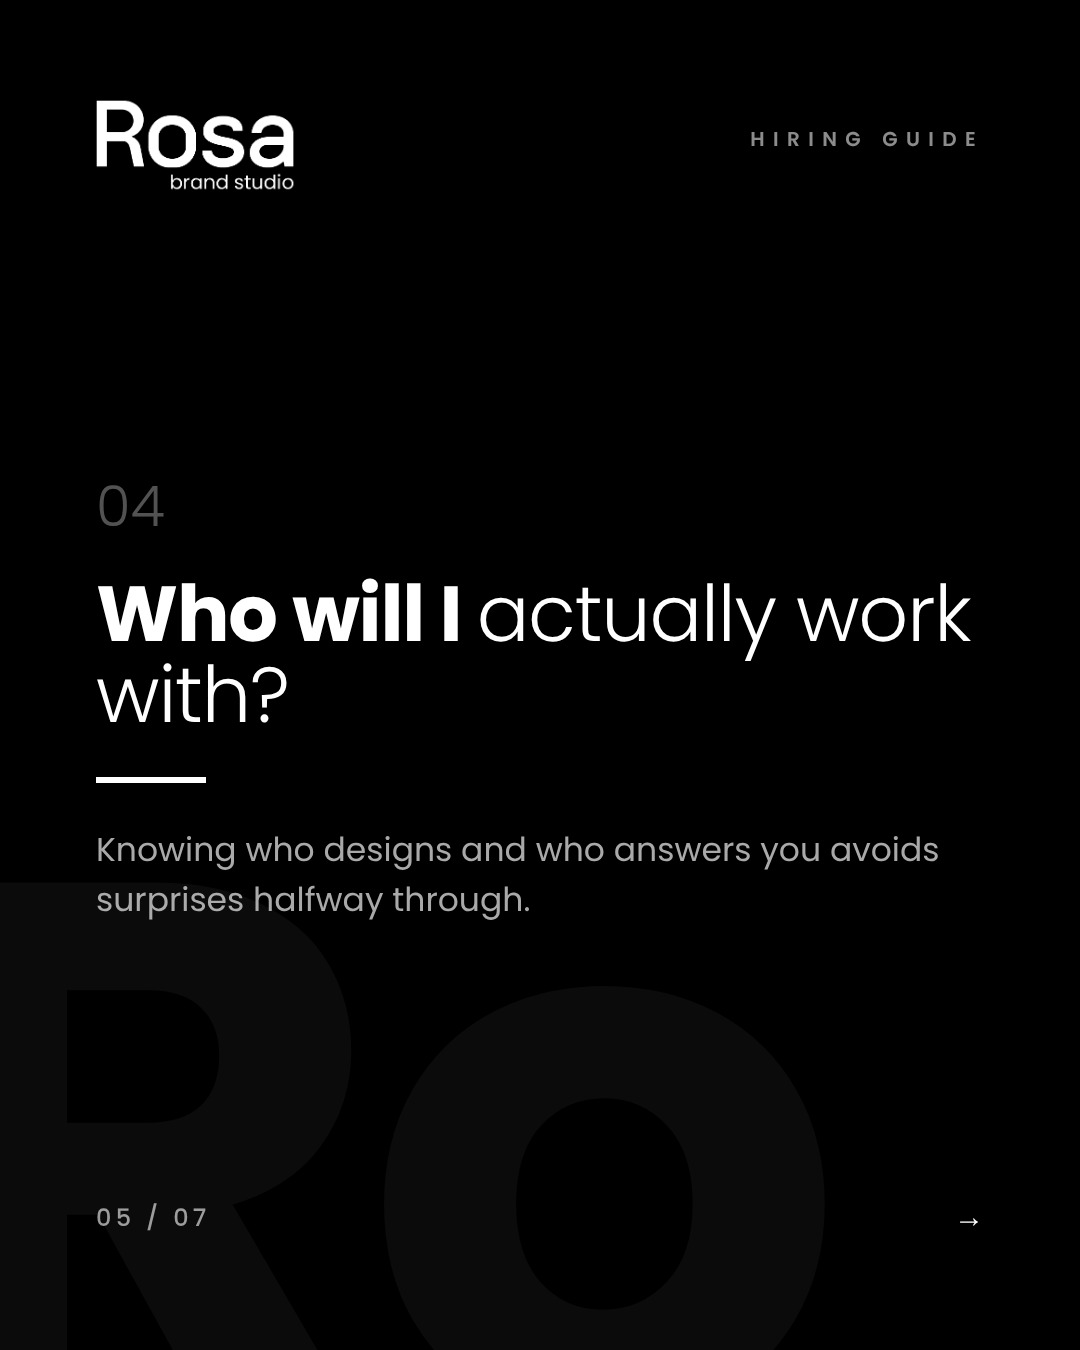 Rosa
brand studio
HIRING GUIDE
04
Who will I actually work
with?
Knowing who designs and who answers you avoids
surprises halfway through.
Ro
05 / 07
→